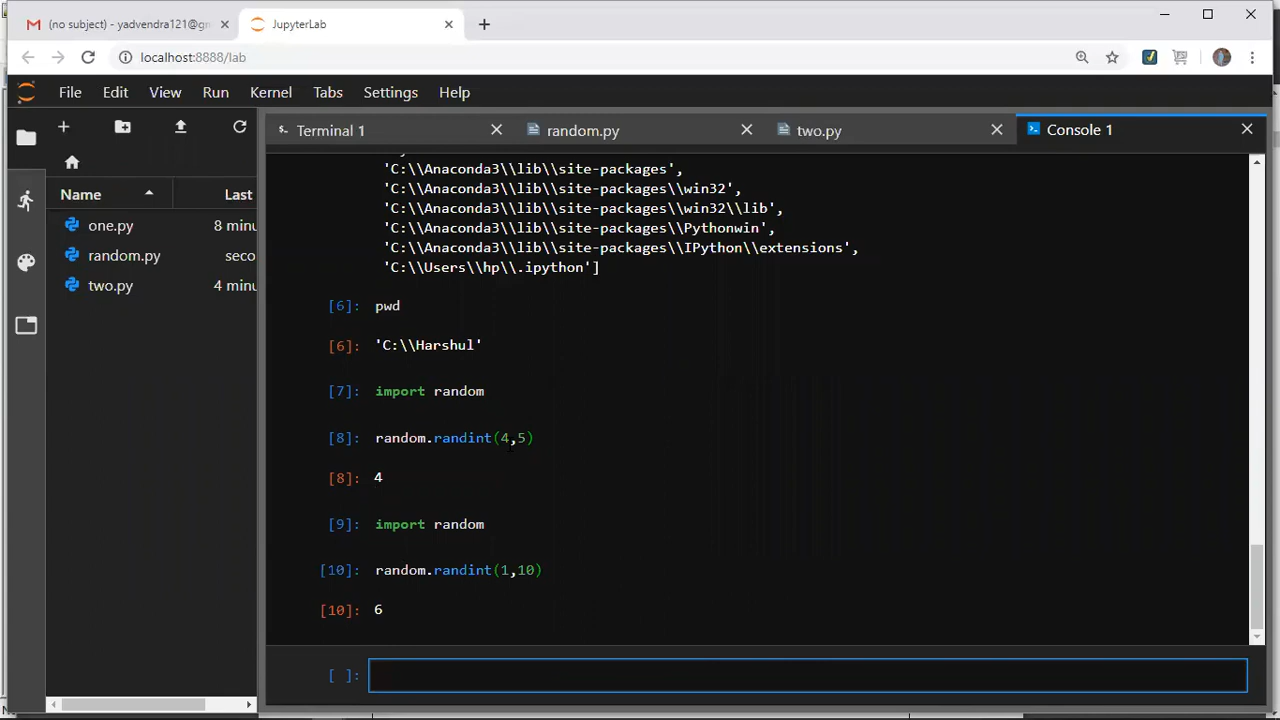 (no subject) - yadvendra121@gm
JupyterLab
localhost:8888/lab
File Edit View Run Kernel Tabs Settings Help
Terminal 1 random.py two.py Console 1
Name Last
one.py 8 minu
random.py seco
two.py 4 minu
'C:\\Anaconda3\\lib\\site-packages',
'C:\\Anaconda3\\lib\\site-packages\\win32',
'C:\\Anaconda3\\lib\\site-packages\\win32\\lib',
'C:\\Anaconda3\\lib\\site-packages\\Pythonwin',
'C:\\Anaconda3\\lib\\site-packages\\IPython\\extensions',
'C:\\Users\\hp\\.ipython']
[6]: pwd
[6]: 'C:\\Harshul'
[7]: import random
[8]: random.randint(4,5)
[8]: 4
[9]: import random
[10]: random.randint(1,10)
[10]: 6
[ ]: